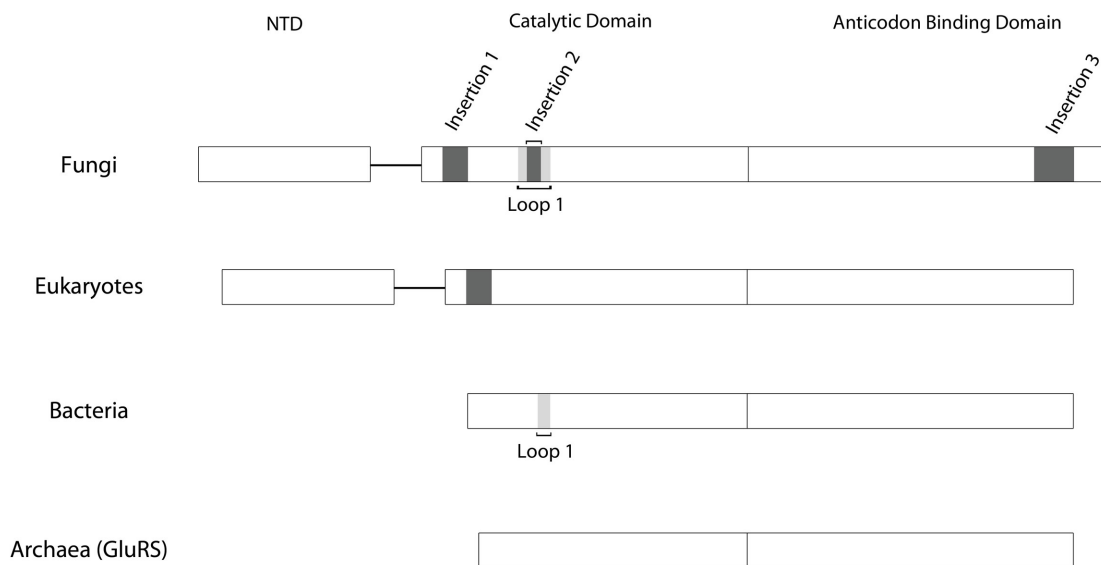 NTD
Catalytic Domain
Anticodon Binding Domain
Insertion 1
Insertion 2
Insertion 3
Fungi
Loop 1
Eukaryotes
Bacteria
Loop 1
Archaea (GluRS)